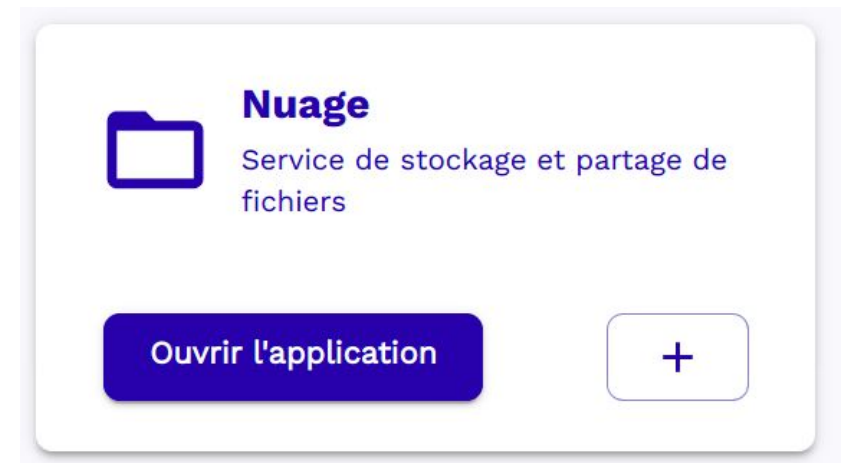 Nuage
Service de stockage et partage de
fichiers
Ouvrir l'application
+